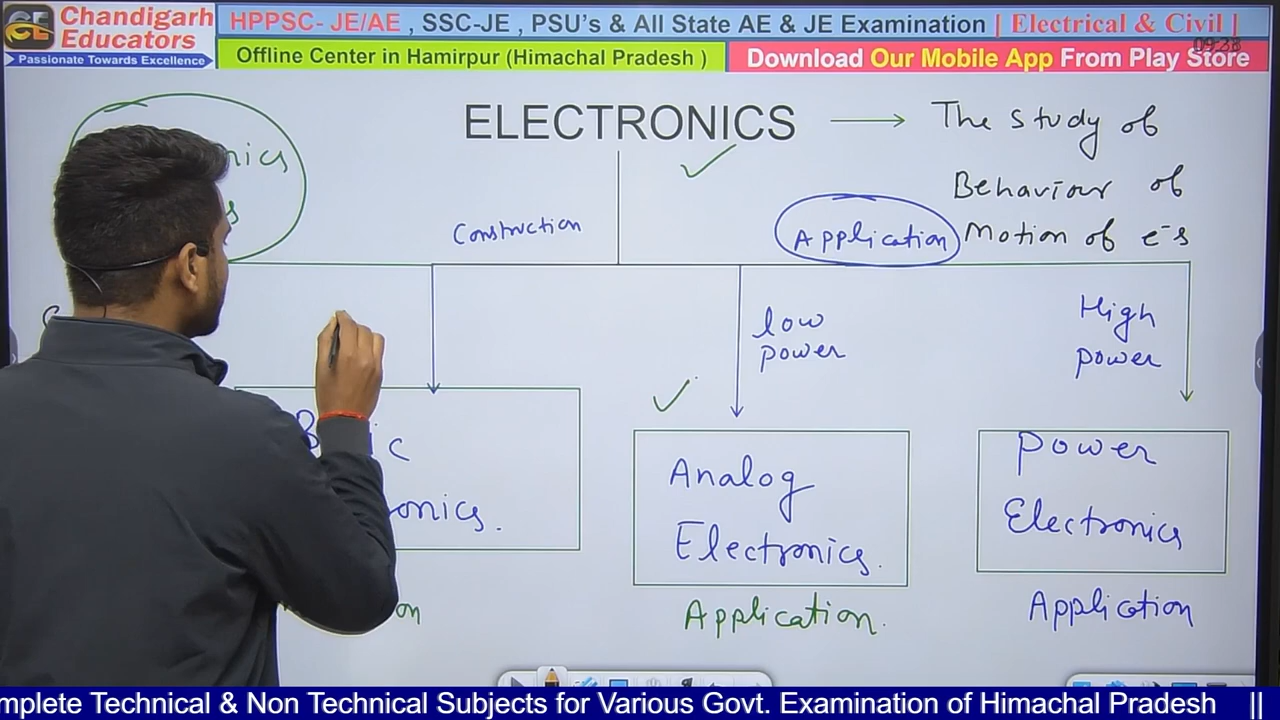 Chandigarh
Educators
Passionate Towards Excellence
HPPSC- JE/AE , SSC-JE , PSU's & All State AE & JE Examination [ Electrical & Civil ]
Offline Center in Hamirpur (Himachal Pradesh )
Download Our Mobile App From Play Store
ELECTRONICS
The Study of
Behaviour of
Motion of e-s
Construction
Application
low
power
High
power
Analog
Electronics.
Application.
Power
Electronics
Application
mplete Technical & Non Technical Subjects for Various Govt. Examination of Himachal Pradesh ||